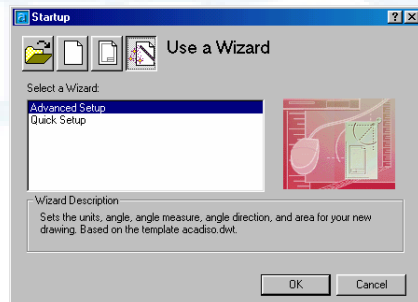 Startup
Use a Wizard
Select a Wizard:
Advanced Setup
Quick Setup
Wizard Description
Sets the units, angle, angle measure, angle direction, and area for your new
drawing. Based on the template acadiso.dwt.
OK
Cancel